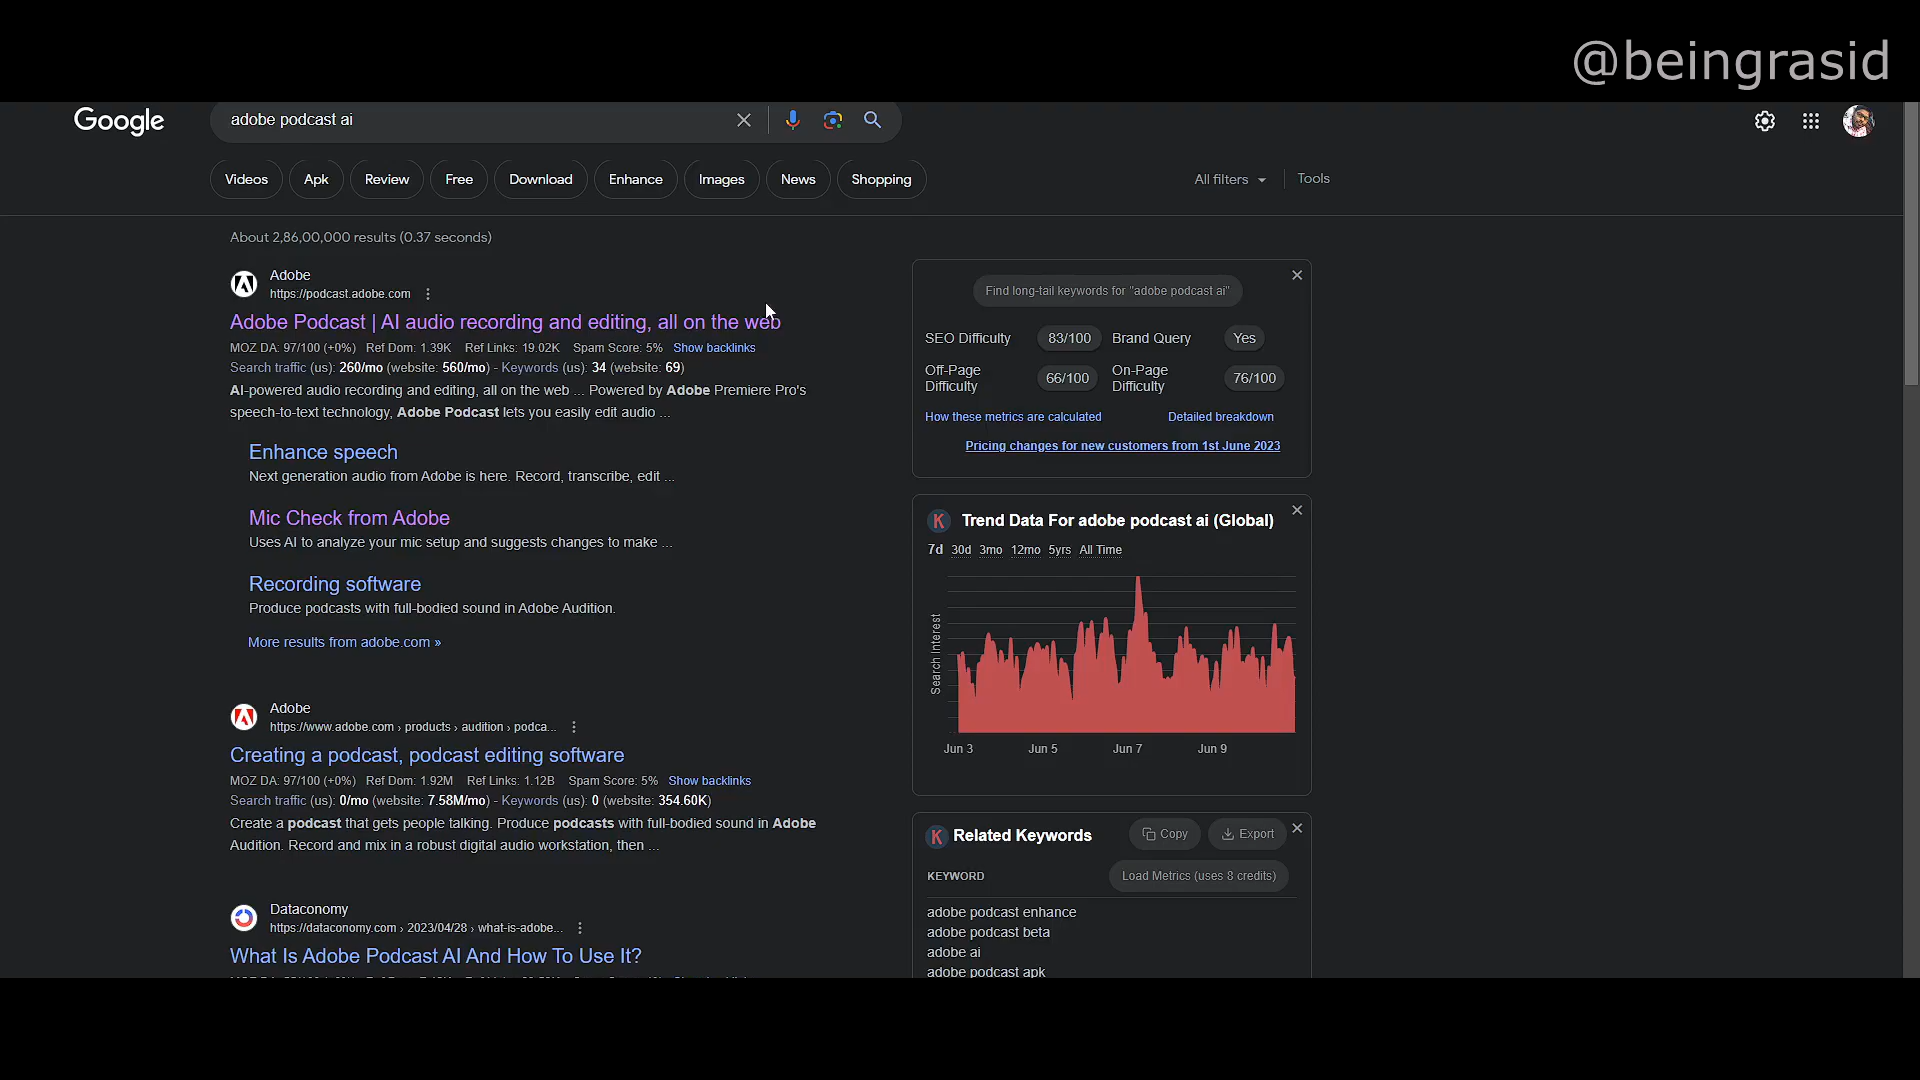 @beingrasid
Google
adobe podcast ai
Videos
Apk
Review
Free
Download
Enhance
Images
News
Shopping
All filters
Tools
About 2,86,00,000 results (0.37 seconds)
Adobe
https://podcast.adobe.com
Adobe Podcast | AI audio recording and editing, all on the web
MOZ DA: 97/100 (+0%) Ref Dom: 1.39K Ref Links: 19.02K Spam Score: 5% Show backlinks
Search traffic (us): 260/mo (website: 560/mo) - Keywords (us): 34 (website: 69)
AI-powered audio recording and editing, all on the web ... Powered by Adobe Premiere Pro's
speech-to-text technology, Adobe Podcast lets you easily edit audio ...
Enhance speech
Next generation audio from Adobe is here. Record, transcribe, edit ...
Mic Check from Adobe
Uses AI to analyze your mic setup and suggests changes to make ...
Recording software
Produce podcasts with full-bodied sound in Adobe Audition.
More results from adobe.com »
Adobe
https://www.adobe.com › products › audition › podca...
Creating a podcast, podcast editing software
MOZ DA: 97/100 (+0%) Ref Dom: 1.92M Ref Links: 1.12B Spam Score: 5% Show backlinks
Search traffic (us): 0/mo (website: 7.58M/mo) - Keywords (us): 0 (website: 354.60K)
Create a podcast that gets people talking. Produce podcasts with full-bodied sound in Adobe
Audition. Record and mix in a robust digital audio workstation, then ...
Dataconomy
https://dataconomy.com › 2023/04/28 › what-is-adobe...
What Is Adobe Podcast AI And How To Use It?
Find long-tail keywords for "adobe podcast ai"
SEO Difficulty 83/100 Brand Query Yes
Off-Page Difficulty 66/100 On-Page Difficulty 76/100
How these metrics are calculated
Detailed breakdown
Pricing changes for new customers from 1st June 2023
K Trend Data For adobe podcast ai (Global)
7d 30d 3mo 12mo 5yrs All Time
Search Interest
Jun 3 Jun 5 Jun 7 Jun 9
K Related Keywords
Copy
Export
KEYWORD
Load Metrics (uses 8 credits)
adobe podcast enhance
adobe podcast beta
adobe ai
adobe podcast apk